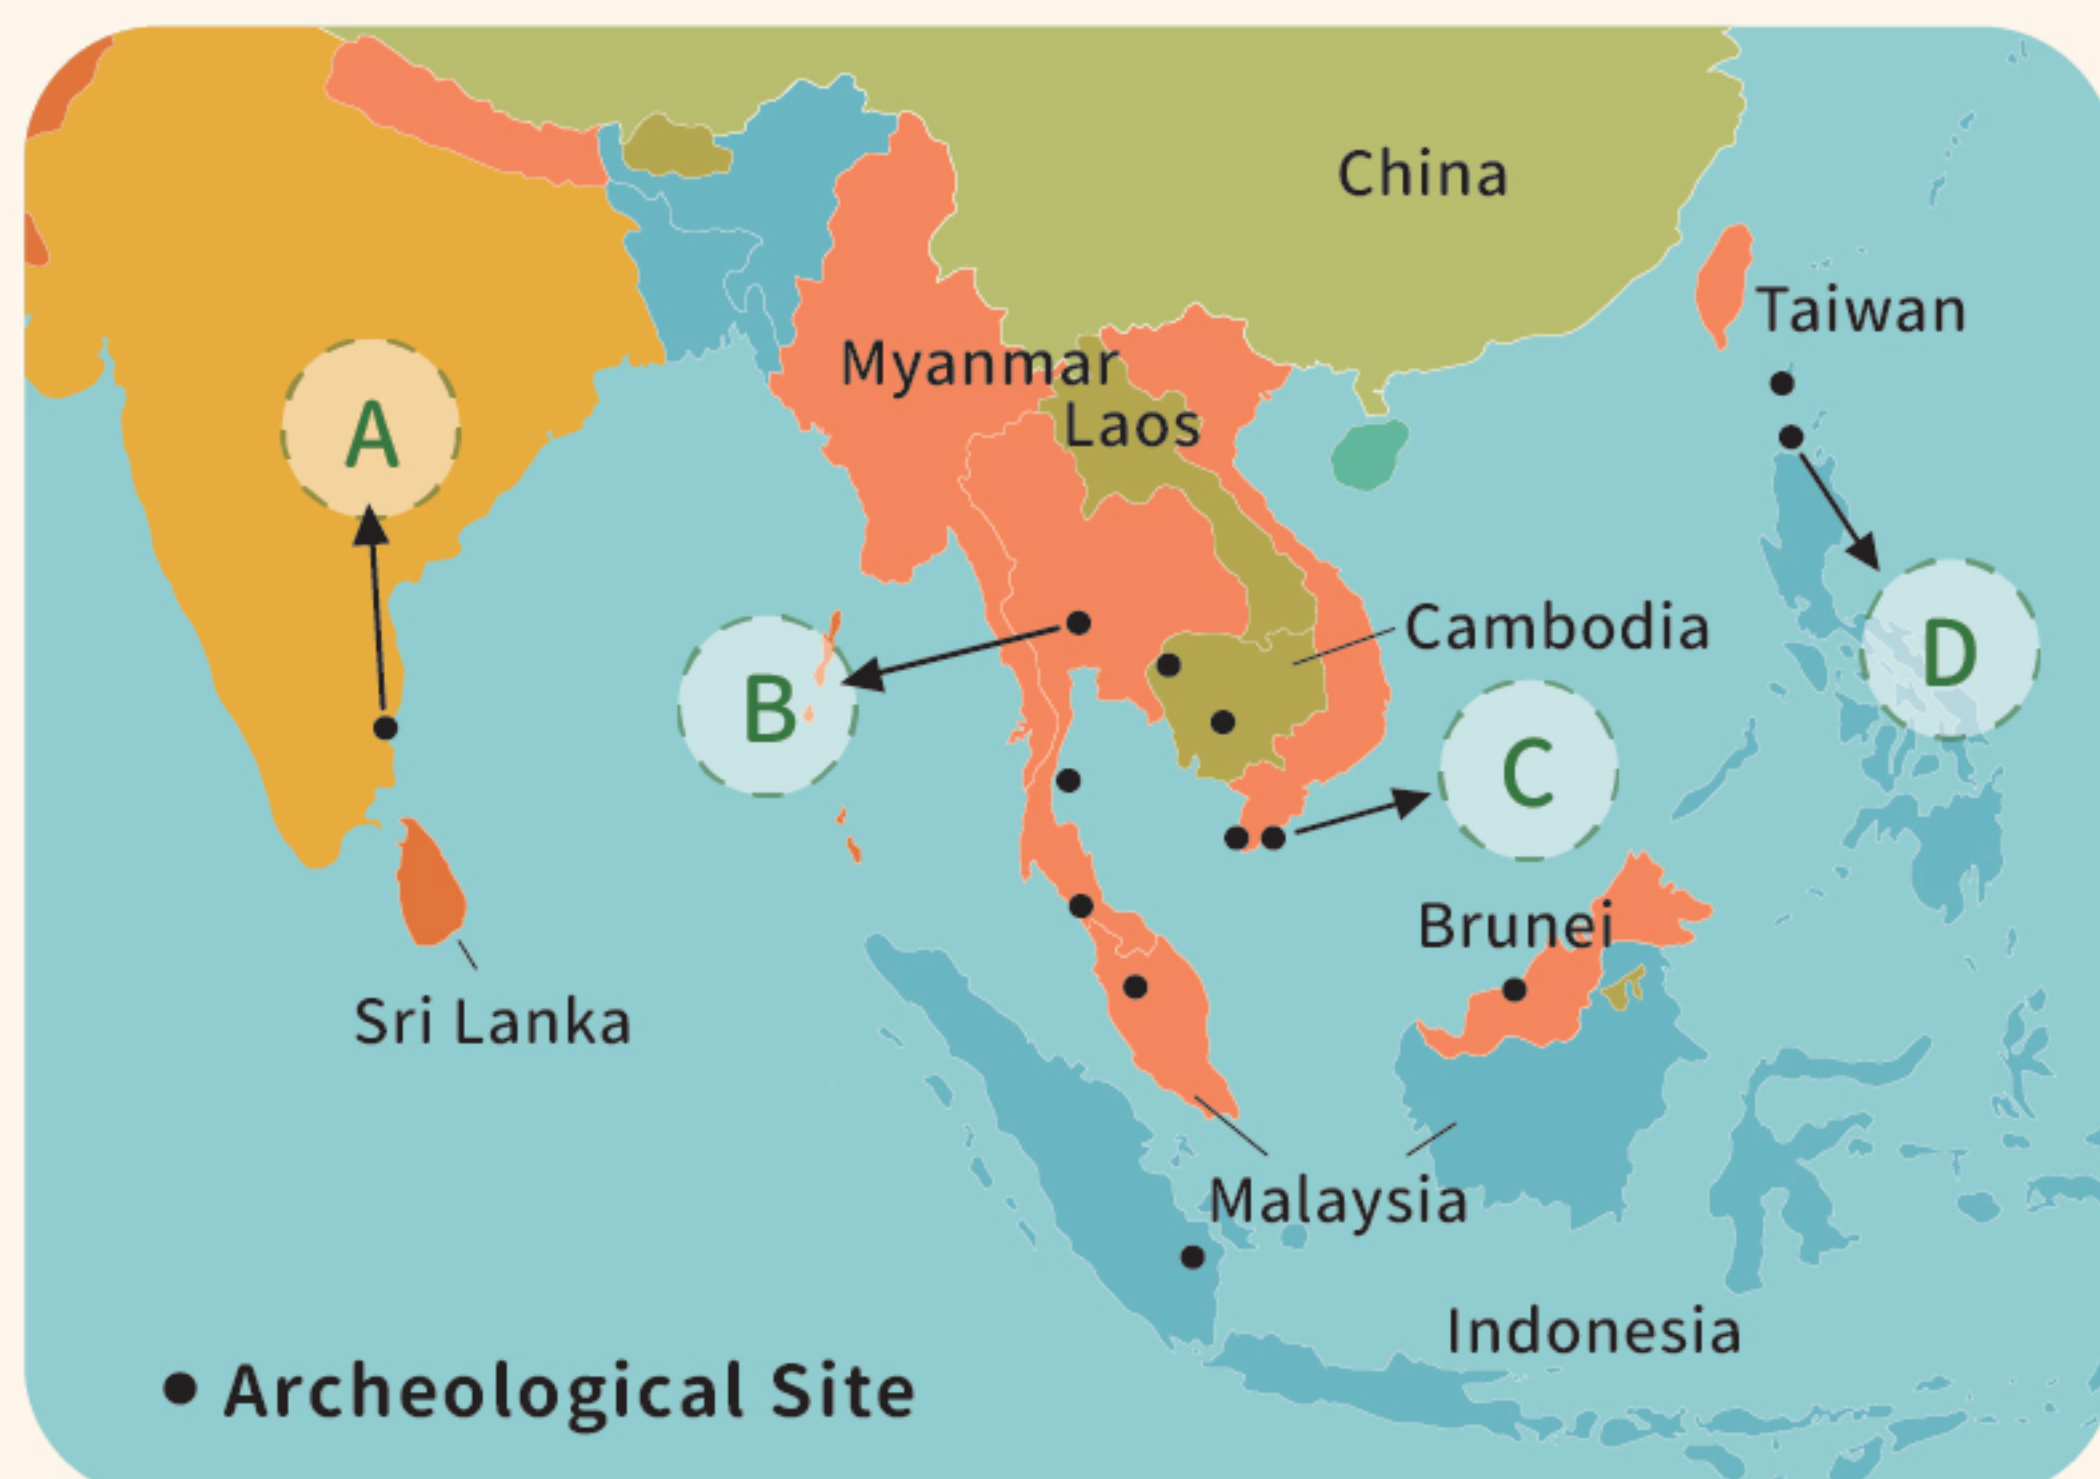 China
Taiwan
Myanmar
Laos
A
Cambodia
D
B
C
Brunei
Sri Lanka
Malaysia
Indonesia
Archeological Site